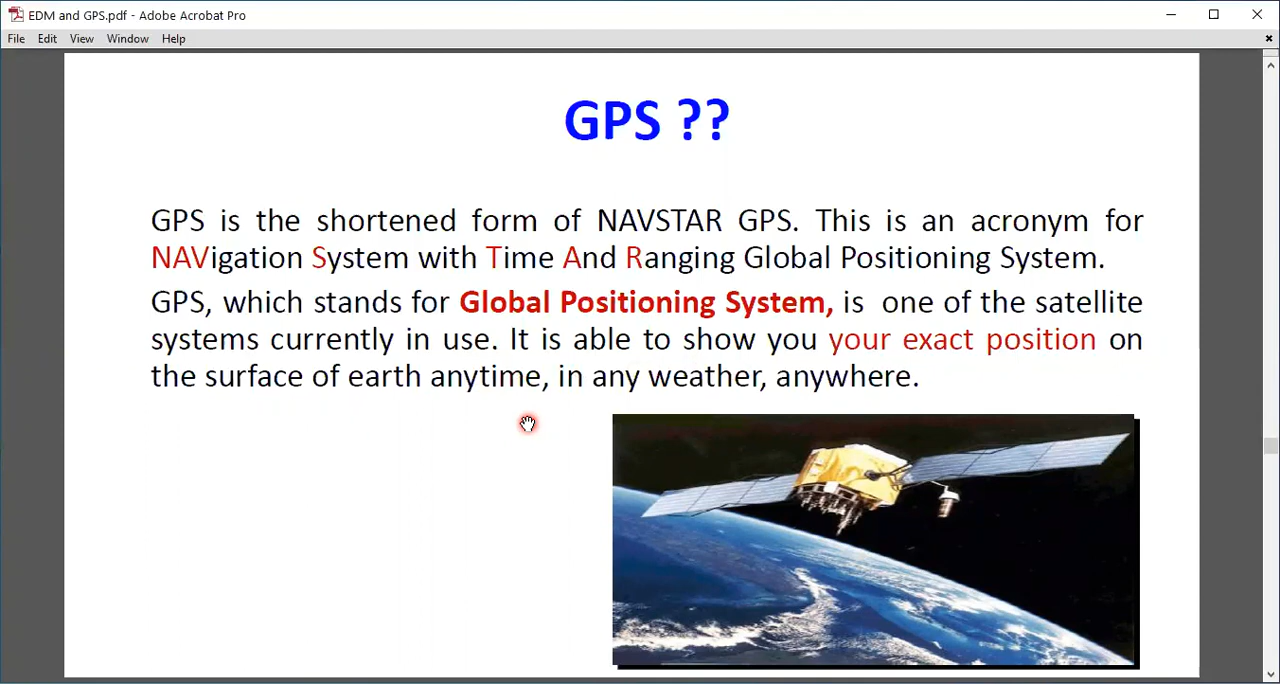 EDM and GPS.pdf - Adobe Acrobat Pro
File Edit View Window Help
GPS ??
GPS is the shortened form of NAVSTAR GPS. This is an acronym for
NAVigation System with Time And Ranging Global Positioning System.
GPS, which stands for Global Positioning System, is one of the satellite
systems currently in use. It is able to show you your exact position on
the surface of earth anytime, in any weather, anywhere.